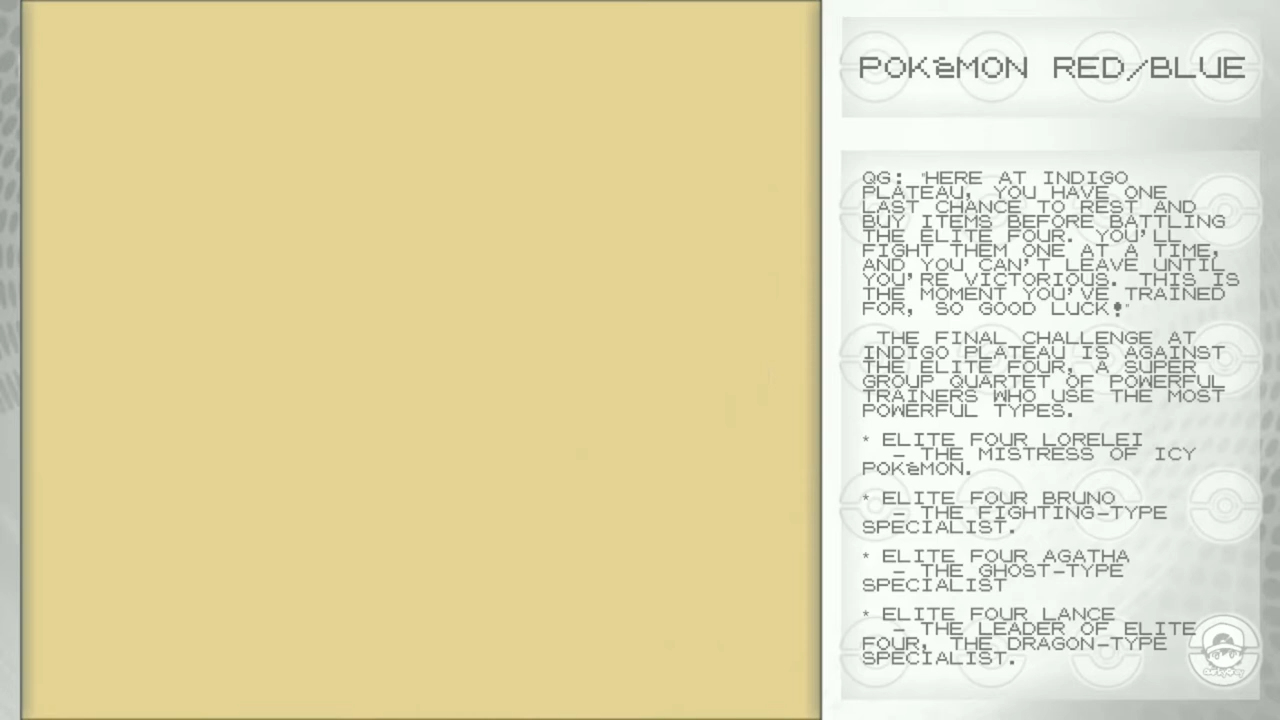 POKéMON RED/BLUE
QG: "HERE AT INDIGO
PLATEAU, YOU HAVE ONE
LAST CHANCE TO REST AND
BUY ITEMS BEFORE BATTLING
THE ELITE FOUR. YOU'LL
FIGHT THEM ONE AT A TIME,
AND YOU CAN'T LEAVE UNTIL
YOU'RE VICTORIOUS. THIS IS
THE MOMENT YOU'VE TRAINED
FOR, SO GOOD LUCK!"
THE FINAL CHALLENGE AT
INDIGO PLATEAU IS AGAINST
THE ELITE FOUR, A SUPER
GROUP QUARTET OF POWERFUL
TRAINERS WHO USE THE MOST
POWERFUL TYPES.
* ELITE FOUR LORELEI
– THE MISTRESS OF ICY
POKéMON.
* ELITE FOUR BRUNO
– THE FIGHTING-TYPE
SPECIALIST.
* ELITE FOUR AGATHA
– THE GHOST-TYPE
SPECIALIST
* ELITE FOUR LANCE
– THE LEADER OF ELITE
FOUR, THE DRAGON-TYPE
SPECIALIST.